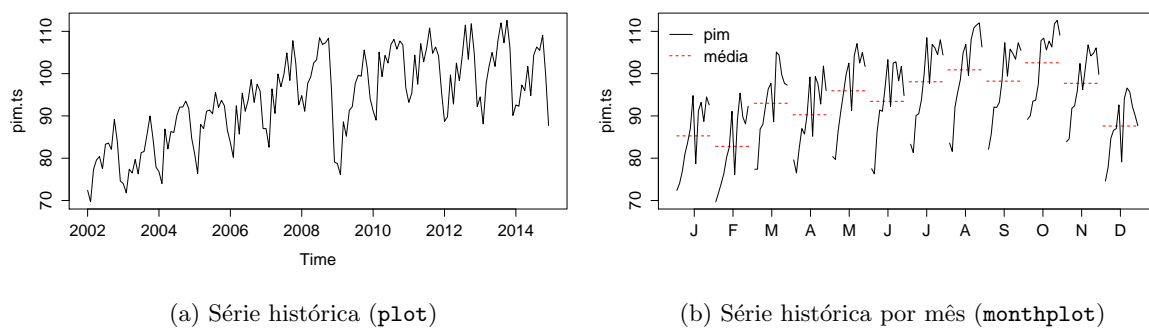 pim.ts
110
100
90
80
70
2002 2004 2006 2008 2010 2012 2014
Time
(a) Série histórica (plot)
pim.ts
110
100
90
80
70
pim
média
J F M A M J J A S O N D
(b) Série histórica por mês (monthplot)